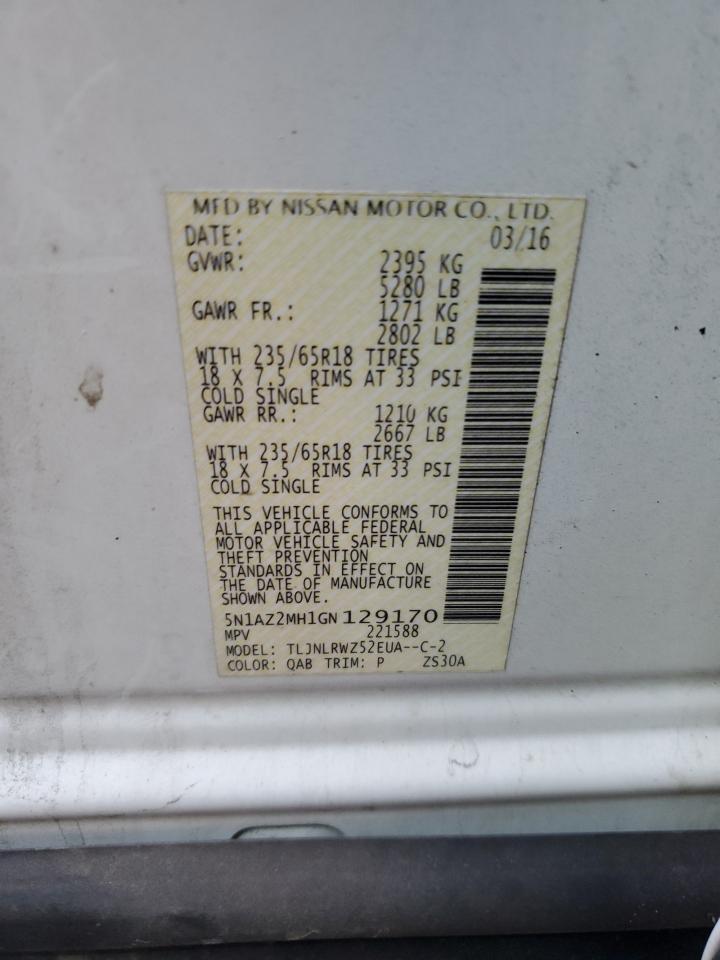 MFD BY NISSAN MOTOR CO., LTD.
DATE: 03/16
GVWR: 2395 KG
5280 LB
GAWR FR.: 1271 KG
2802 LB
WITH 235/65R18 TIRES
18 X 7.5 RIMS AT 33 PSI
COLD SINGLE
GAWR RR.: 1210 KG
2667 LB
WITH 235/65R18 TIRES
18 X 7.5 RIMS AT 33 PSI
COLD SINGLE
THIS VEHICLE CONFORMS TO
ALL APPLICABLE FEDERAL
MOTOR VEHICLE SAFETY AND
THEFT PREVENTION
STANDARDS IN EFFECT ON
THE DATE OF MANUFACTURE
SHOWN ABOVE.
5N1AZ2MH1GN129170
MPV 221588
MODEL: TLJNLRWZ52EUA--C-2
COLOR: QAB TRIM: P ZS30A